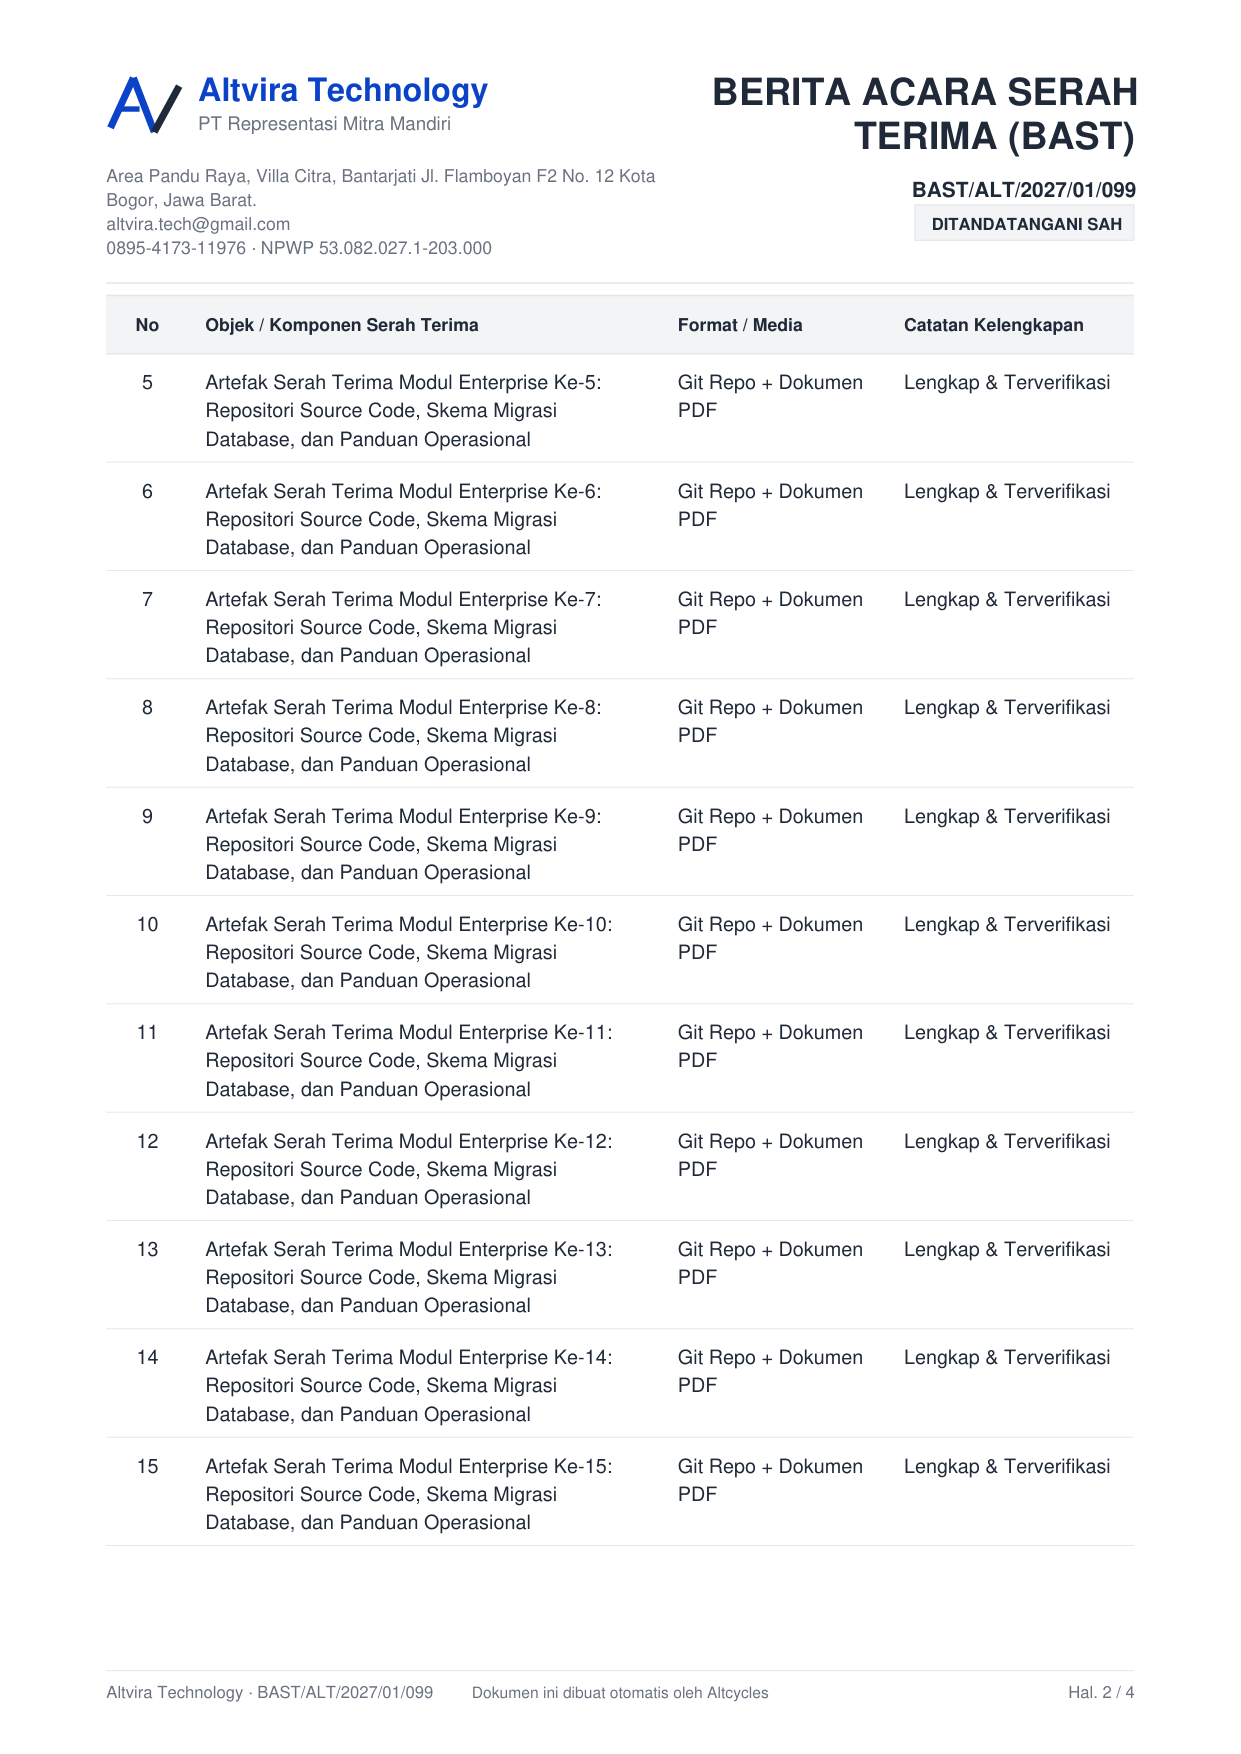 Altvira Technology
PT Representasi Mitra Mandiri
Area Pandu Raya, Villa Citra, Bantarjati Jl. Flamboyan F2 No. 12 Kota
Bogor, Jawa Barat.
altvira.tech@gmail.com
0895-4173-11976 · NPWP 53.082.027.1-203.000
BERITA ACARA SERAH
TERIMA (BAST)
BAST/ALT/2027/01/099
DITANDATANGANI SAH
No Objek / Komponen Serah Terima Format / Media Catatan Kelengkapan
5 Artefak Serah Terima Modul Enterprise Ke-5: Git Repo + Dokumen Lengkap & Terverifikasi
Repositori Source Code, Skema Migrasi PDF
Database, dan Panduan Operasional
6 Artefak Serah Terima Modul Enterprise Ke-6: Git Repo + Dokumen Lengkap & Terverifikasi
Repositori Source Code, Skema Migrasi PDF
Database, dan Panduan Operasional
7 Artefak Serah Terima Modul Enterprise Ke-7: Git Repo + Dokumen Lengkap & Terverifikasi
Repositori Source Code, Skema Migrasi PDF
Database, dan Panduan Operasional
8 Artefak Serah Terima Modul Enterprise Ke-8: Git Repo + Dokumen Lengkap & Terverifikasi
Repositori Source Code, Skema Migrasi PDF
Database, dan Panduan Operasional
9 Artefak Serah Terima Modul Enterprise Ke-9: Git Repo + Dokumen Lengkap & Terverifikasi
Repositori Source Code, Skema Migrasi PDF
Database, dan Panduan Operasional
10 Artefak Serah Terima Modul Enterprise Ke-10: Git Repo + Dokumen Lengkap & Terverifikasi
Repositori Source Code, Skema Migrasi PDF
Database, dan Panduan Operasional
11 Artefak Serah Terima Modul Enterprise Ke-11: Git Repo + Dokumen Lengkap & Terverifikasi
Repositori Source Code, Skema Migrasi PDF
Database, dan Panduan Operasional
12 Artefak Serah Terima Modul Enterprise Ke-12: Git Repo + Dokumen Lengkap & Terverifikasi
Repositori Source Code, Skema Migrasi PDF
Database, dan Panduan Operasional
13 Artefak Serah Terima Modul Enterprise Ke-13: Git Repo + Dokumen Lengkap & Terverifikasi
Repositori Source Code, Skema Migrasi PDF
Database, dan Panduan Operasional
14 Artefak Serah Terima Modul Enterprise Ke-14: Git Repo + Dokumen Lengkap & Terverifikasi
Repositori Source Code, Skema Migrasi PDF
Database, dan Panduan Operasional
15 Artefak Serah Terima Modul Enterprise Ke-15: Git Repo + Dokumen Lengkap & Terverifikasi
Repositori Source Code, Skema Migrasi PDF
Database, dan Panduan Operasional
Altvira Technology · BAST/ALT/2027/01/099 Dokumen ini dibuat otomatis oleh Altcycles Hal. 2 / 4